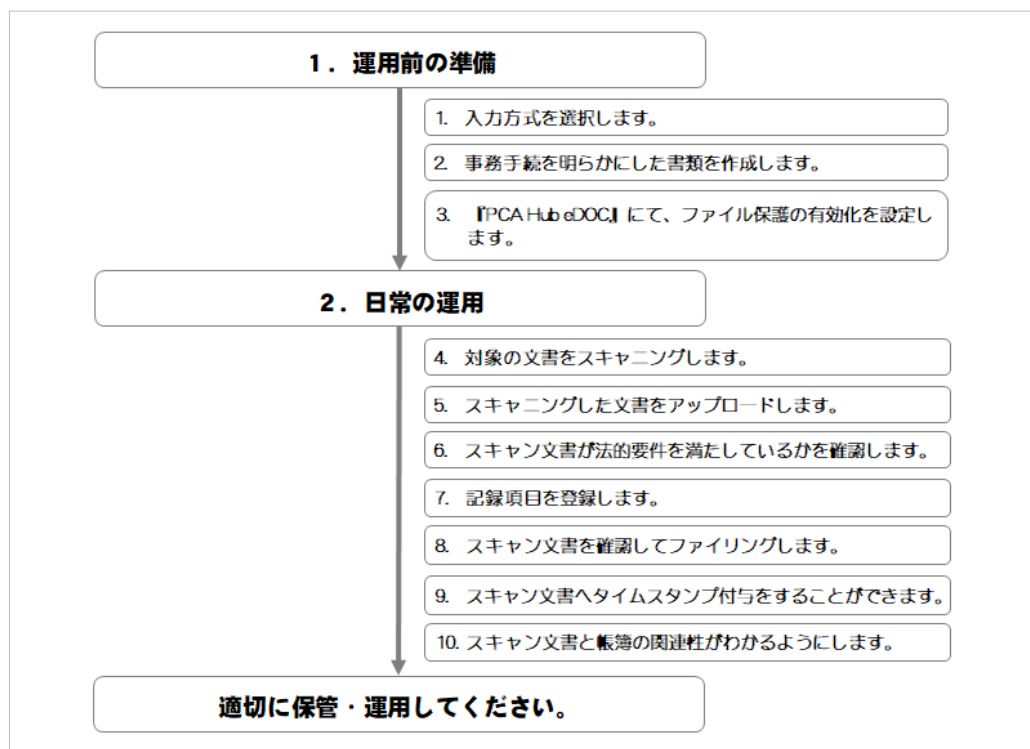 １．運用前の準備
1. 入力方式を選択します。
2. 事務手続を明らかにした書類を作成します。
3. 『PCA Hub eDOC』にて、ファイル保護の有効化を設定し
ます。
２．日常の運用
4. 対象の文書をスキャニングします。
5. スキャニングした文書をアップロードします。
6. スキャン文書が法的要件を満たしているかを確認します。
7. 記録項目を登録します。
8. スキャン文書を確認してファイリングします。
9. スキャン文書へタイムスタンプ付与をすることができます。
10. スキャン文書と帳簿の関連性がわかるようにします。
適切に保管・運用してください。